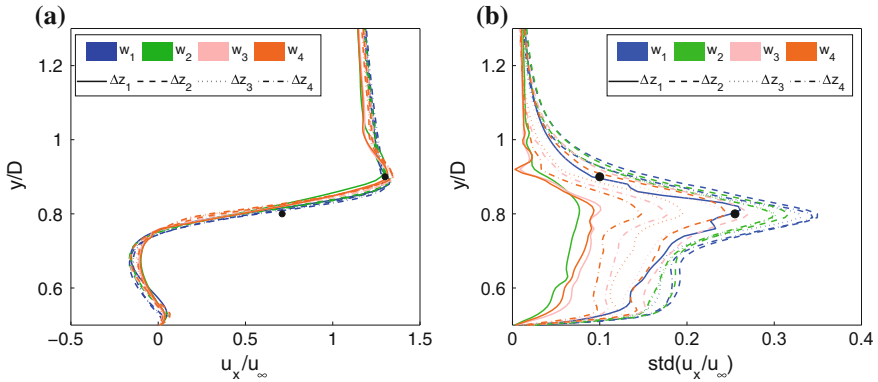 (a)
w₁ w₂ w₃ w₄
Δz₁ Δz₂ Δz₃ Δz₄
y/D
1.2
1
0.8
0.6
−0.5 0 0.5 1 1.5
uₓ/u∞
(b)
w₁ w₂ w₃ w₄
Δz₁ Δz₂ Δz₃ Δz₄
y/D
1.2
1
0.8
0.6
0 0.1 0.2 0.3 0.4
std(uₓ/u∞)